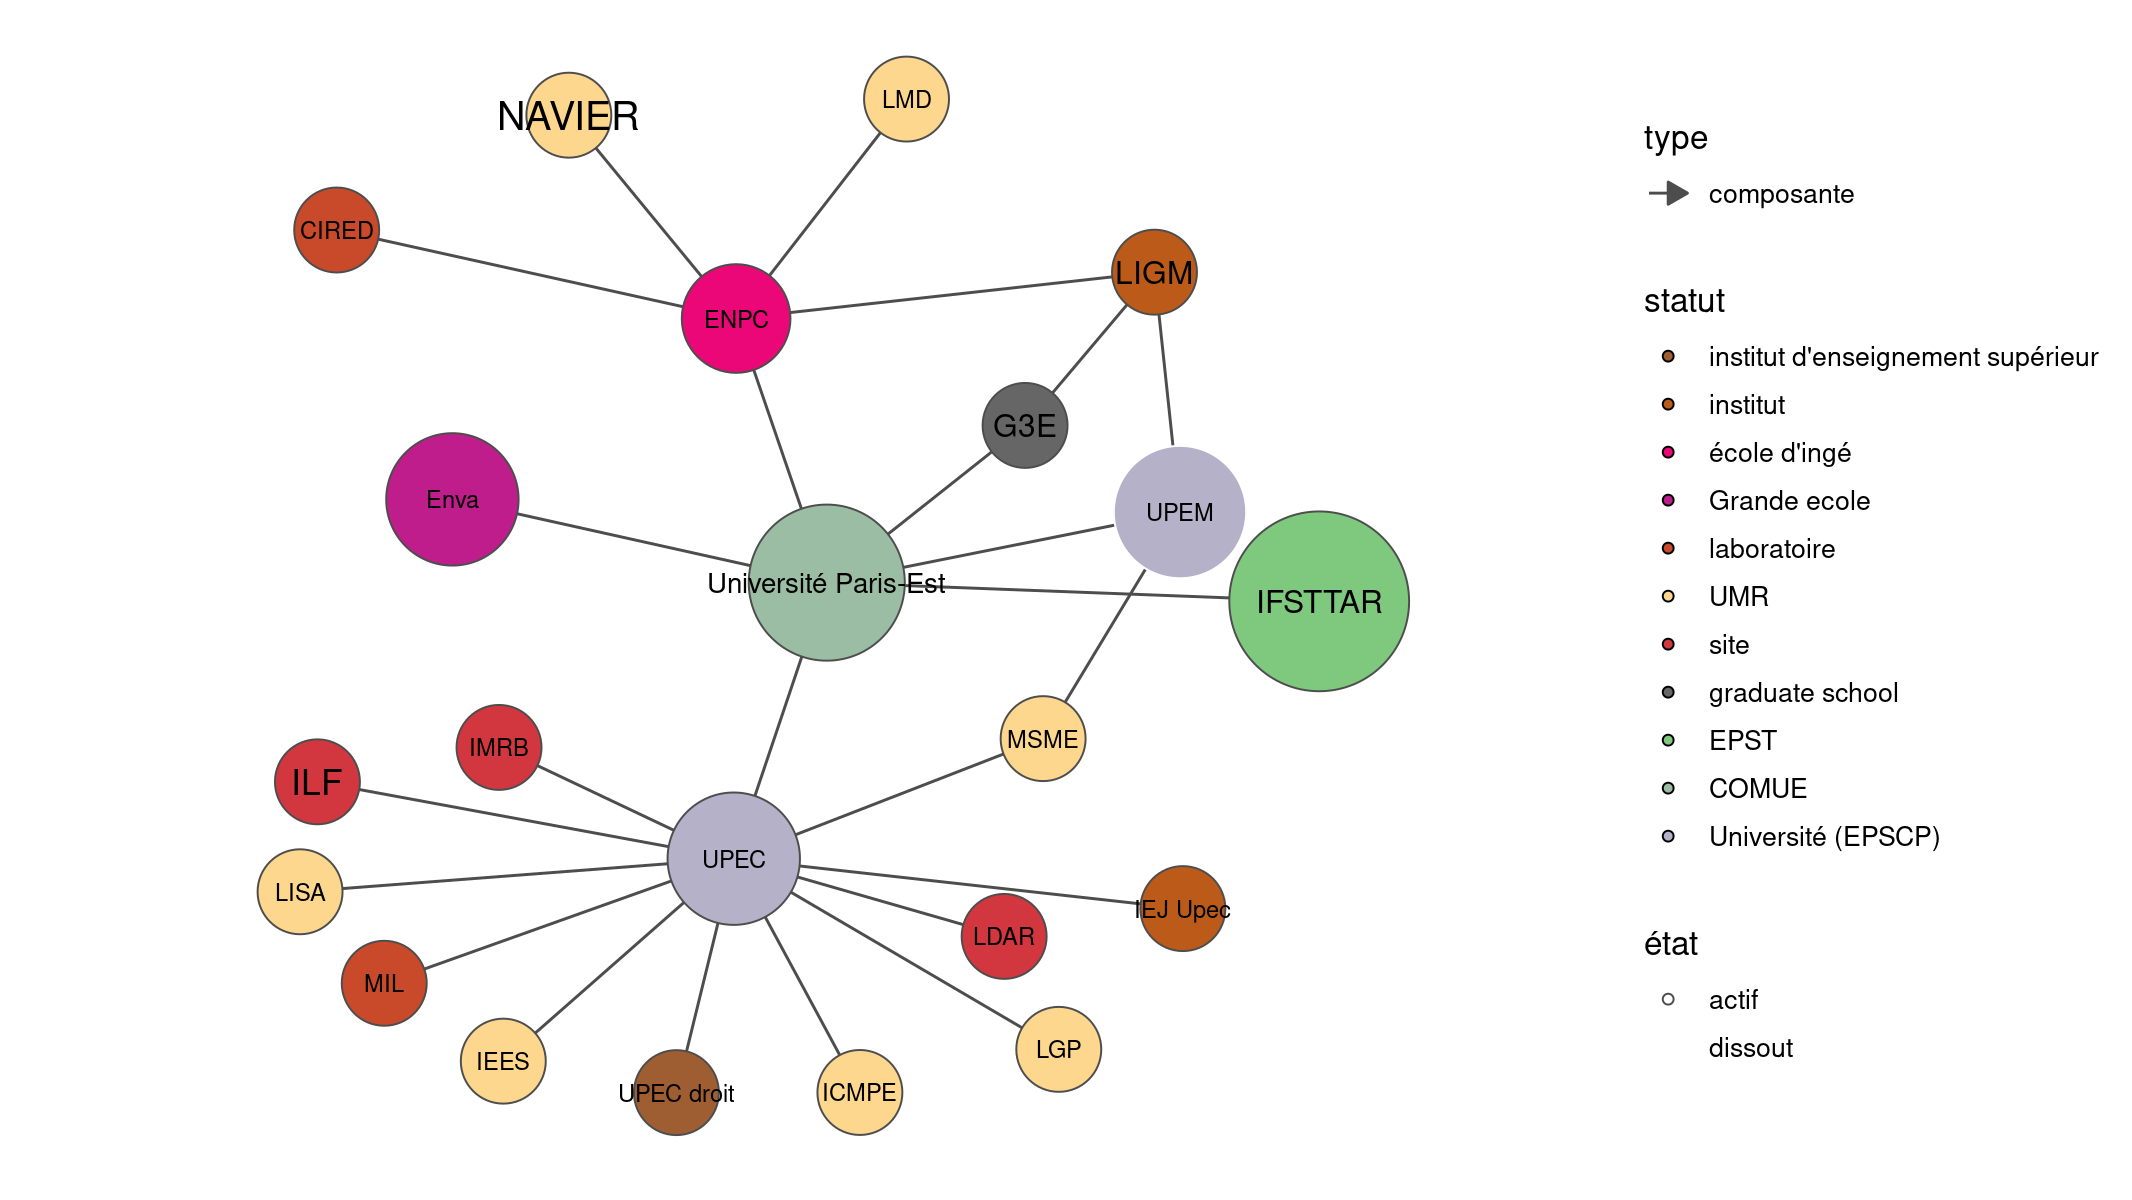 NAVIER
LMD
CIRED
LIGM
ENPC
G3E
Enva
UPEM
Université Paris-Est
IFSTTAR
IMRB
MSME
ILF
UPEC
LISA
IEJ Upec
LDAR
MIL
LGP
IEES
UPEC droit
ICMPE
type
composante
statut
institut d'enseignement supérieur
institut
école d'ingé
Grande ecole
laboratoire
UMR
site
graduate school
EPST
COMUE
Université (EPSCP)
état
actif
dissout